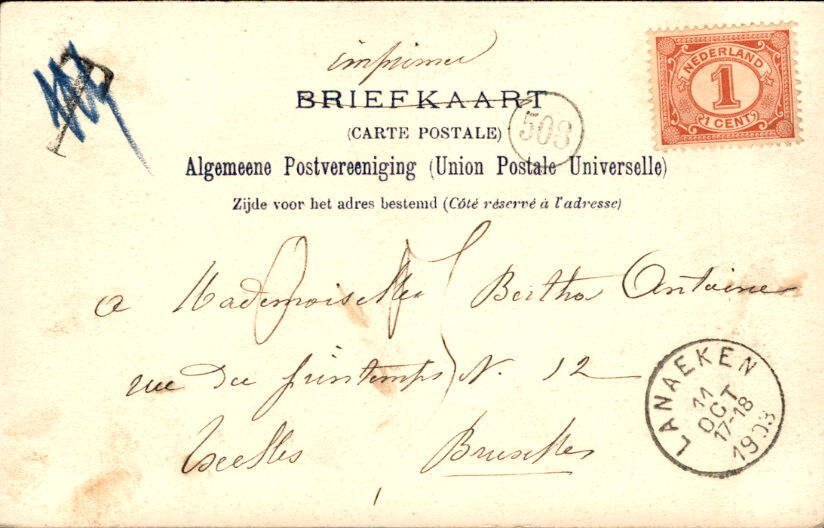 T
imprimé
BRIEFKAART
(CARTE POSTALE)
508
Algemeene Postvereeniging (Union Postale Universelle)
Zijde voor het adres bestemd (Côté réservé à l'adresse)
NEDERLAND
1
1 CENT
a Mademoiselle Bertha Antoine
rue du printemps N. 12
Ixelles Bruxelles
LANAEKEN
11
OCT
17-18
1903